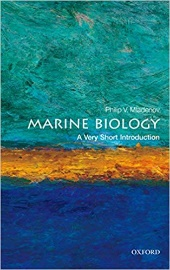 Philip V. Mladenov
MARINE BIOLOGY
A Very Short Introduction
OXFORD